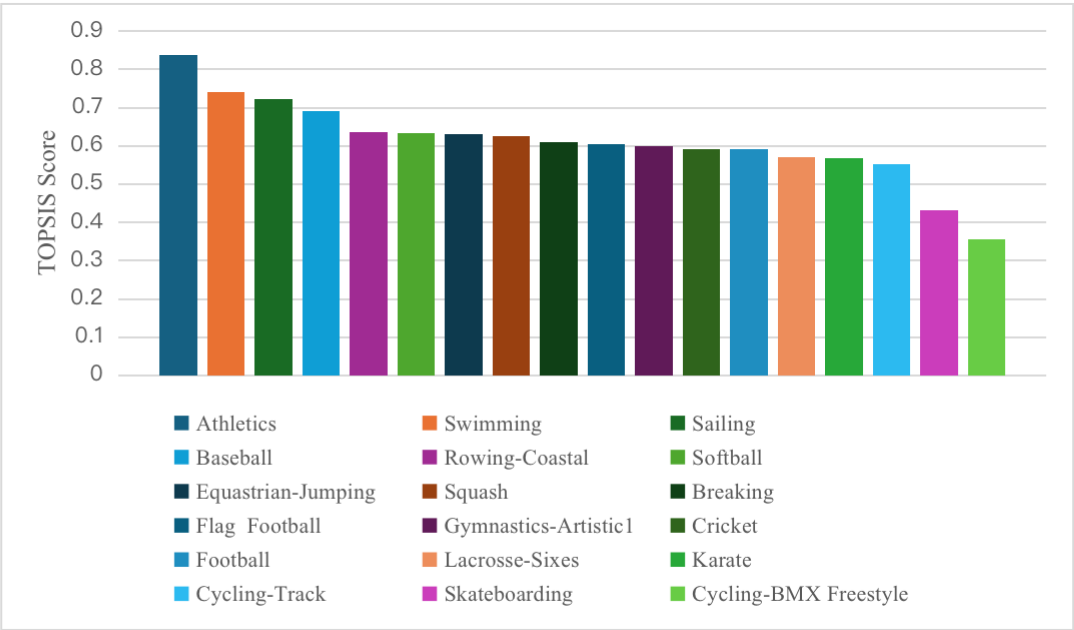 0.9
0.8
0.7
0.6
0.5
0.4
0.3
0.2
0.1
0
TOPSIS Score
Athletics Swimming Sailing
Baseball Rowing-Coastal Softball
Equastrian-Jumping Squash Breaking
Flag Football Gymnastics-Artistic1 Cricket
Football Lacrosse-Sixes Karate
Cycling-Track Skateboarding Cycling-BMX Freestyle